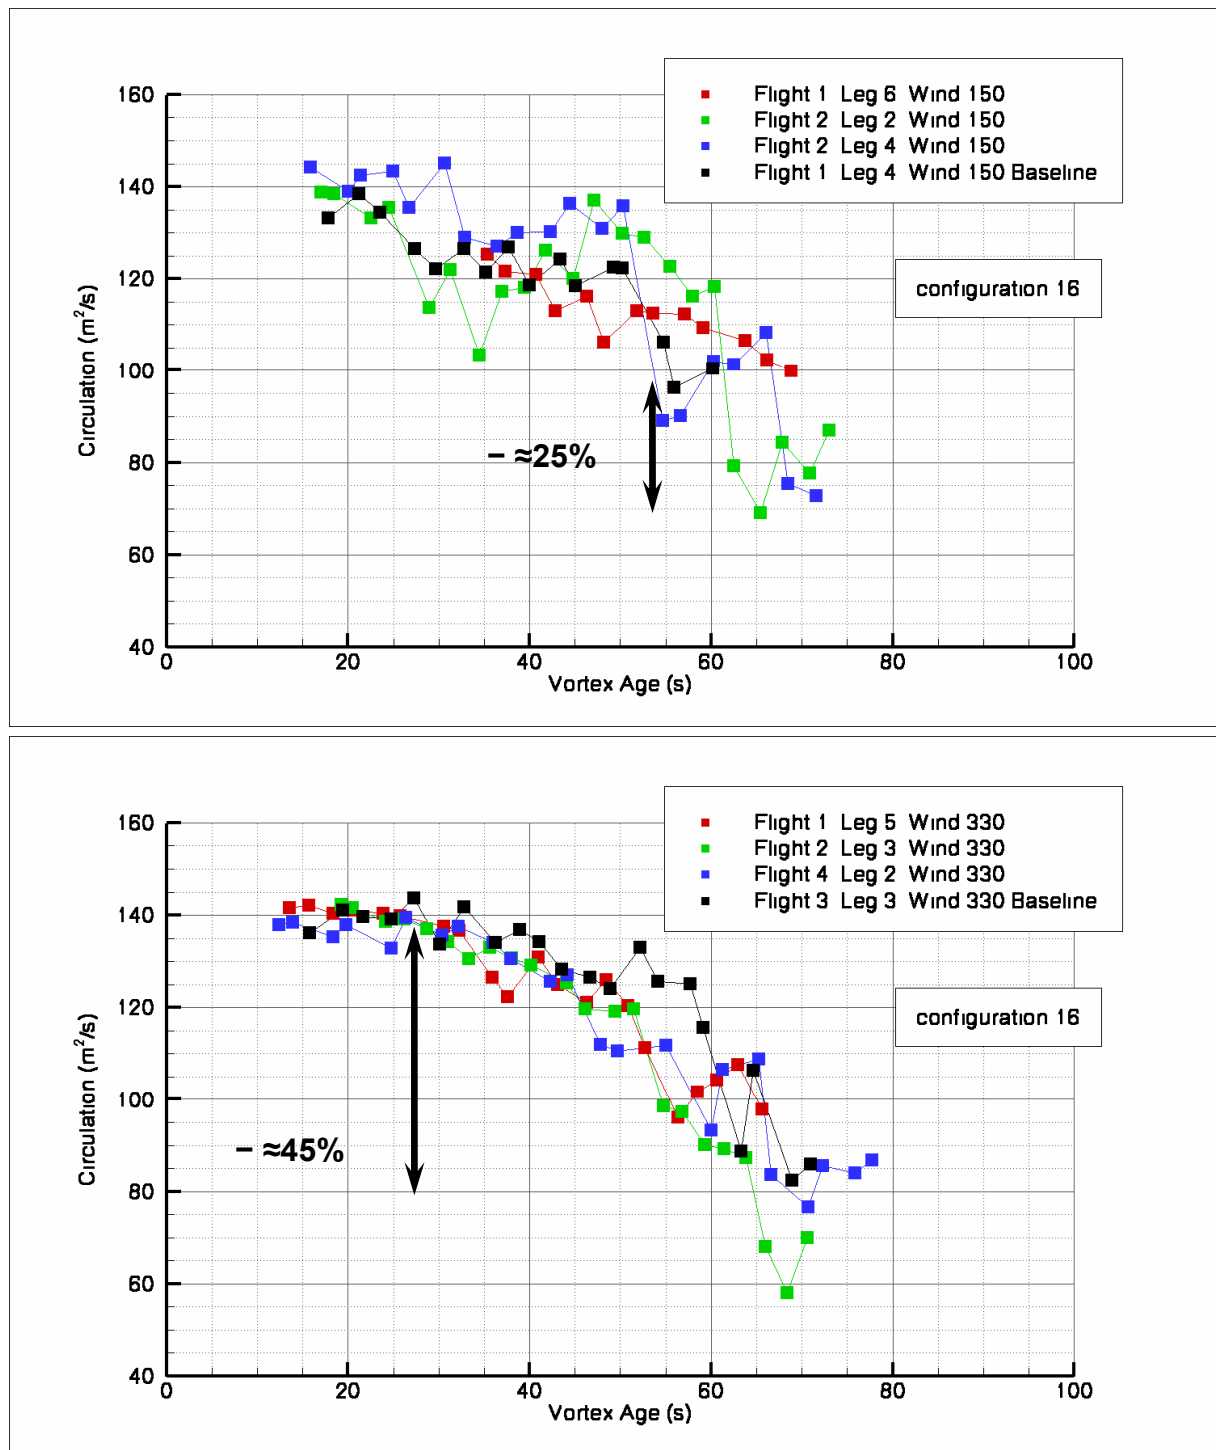 Flight 1 Leg 6 Wind 150
Flight 2 Leg 2 Wind 150
Flight 2 Leg 4 Wind 150
Flight 1 Leg 4 Wind 150 Baseline
configuration 16
160
140
120
100
80
60
40
Circulation (m²/s)
− ≈25%
0 20 40 60 80 100
Vortex Age (s)
Flight 1 Leg 5 Wind 330
Flight 2 Leg 3 Wind 330
Flight 4 Leg 2 Wind 330
Flight 3 Leg 3 Wind 330 Baseline
configuration 16
160
140
120
100
80
60
40
Circulation (m²/s)
− ≈45%
0 20 40 60 80 100
Vortex Age (s)